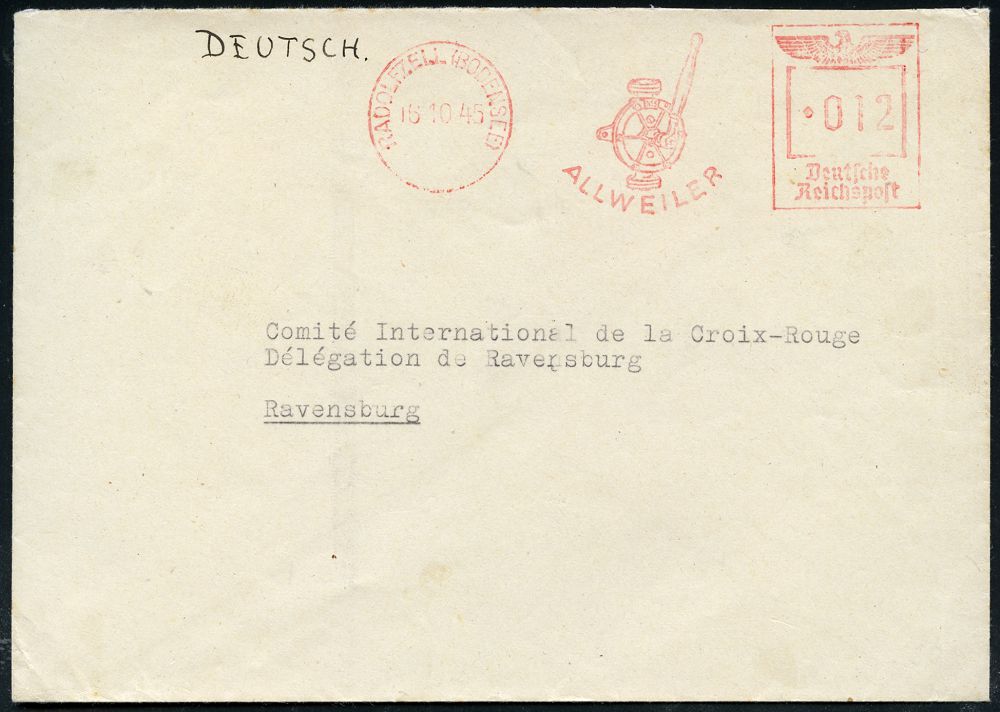 DEUTSCH.
RADOLFZELL (BODENSEE)
16.10.45
ALLWEILER
012
Deutsche
Reichspost
Comité International de la Croix-Rouge
Délégation de Ravensburg
Ravensburg